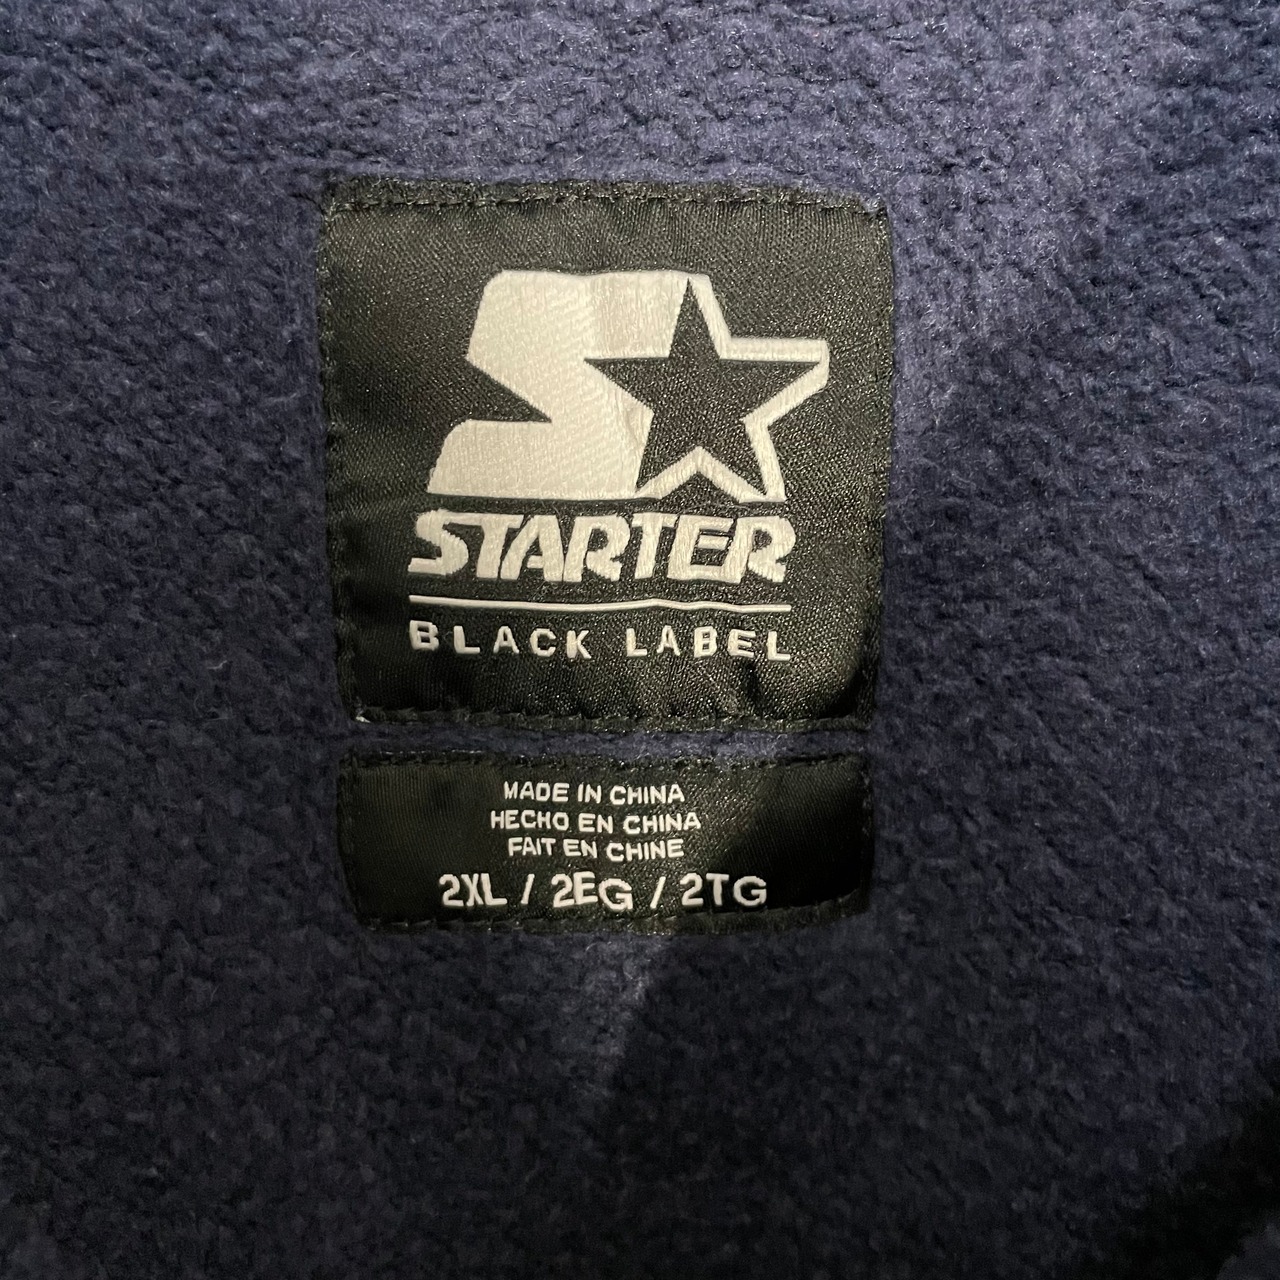 STARTER
BLACK LABEL
MADE IN CHINA
HECHO EN CHINA
FAIT EN CHINE
2XL / 2EG / 2TG